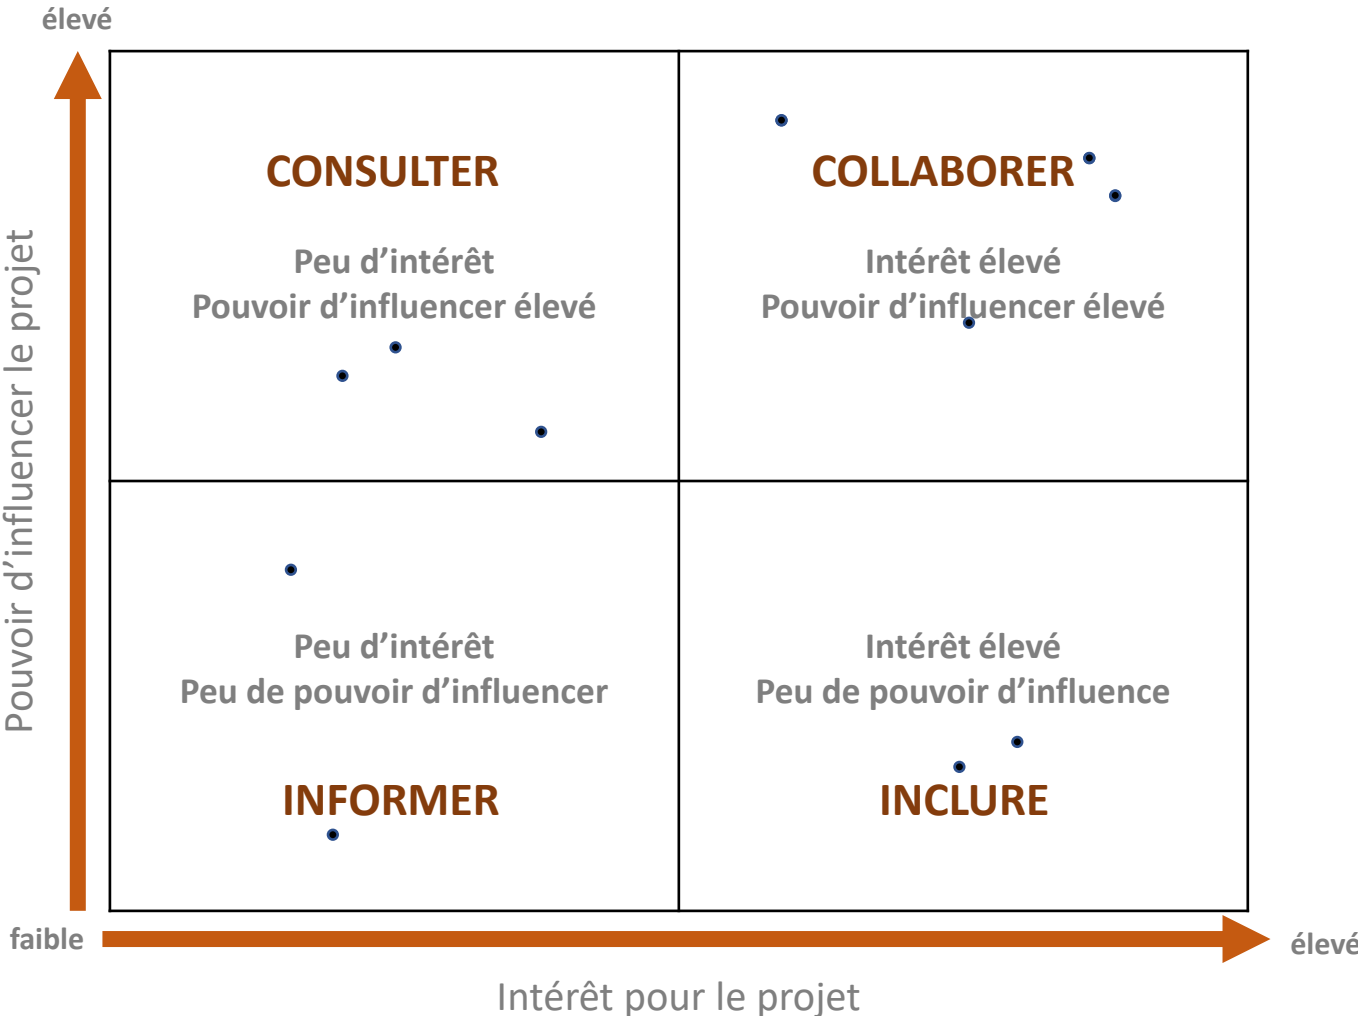 élevé
Pouvoir d’influencer le projet
CONSULTER
Peu d’intérêt
Pouvoir d’influencer élevé
COLLABORER
Intérêt élevé
Pouvoir d’influencer élevé
Peu d’intérêt
Peu de pouvoir d’influencer
INFORMER
Intérêt élevé
Peu de pouvoir d’influence
INCLURE
faible
élevé
Intérêt pour le projet